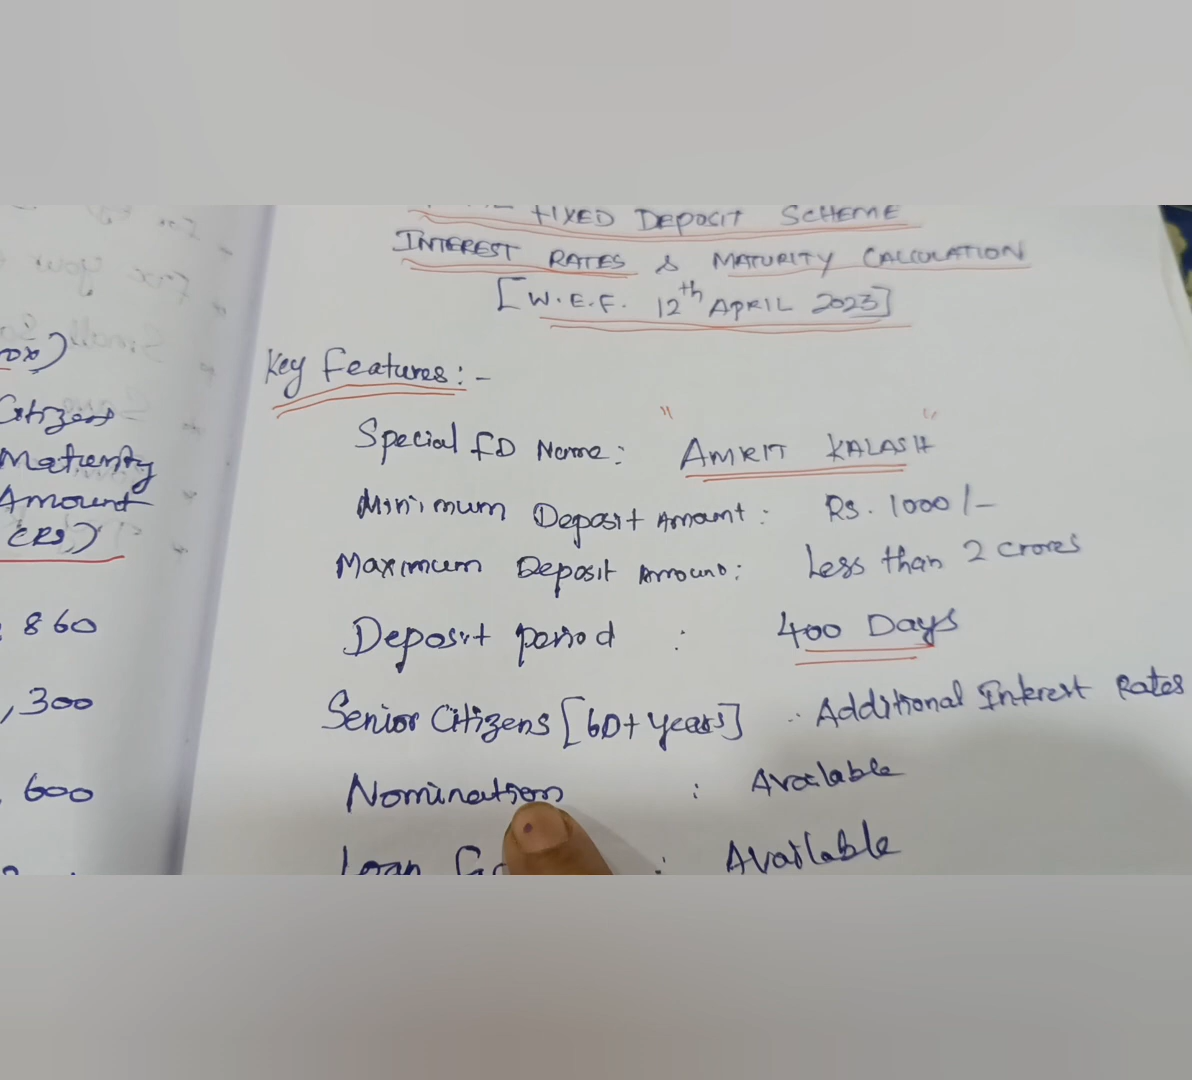 FIXED DEPOSIT SCHEME
INTEREST RATES & MATURITY CALCULATION
[W.E.F. 12th APRIL 2023]
Key Features:-
Special FD Name: "AMRIT KALASH"
Minimum Deposit Amount: Rs. 1000/-
Maximum Deposit Amount: Less than 2 crores
Deposit period : 400 Days
Senior Citizens [60+ years] : Additional Interest Rates
Nomination : Available
Loan : Available
Citizen
Maturity
Amount
(RS)
860
,300
600